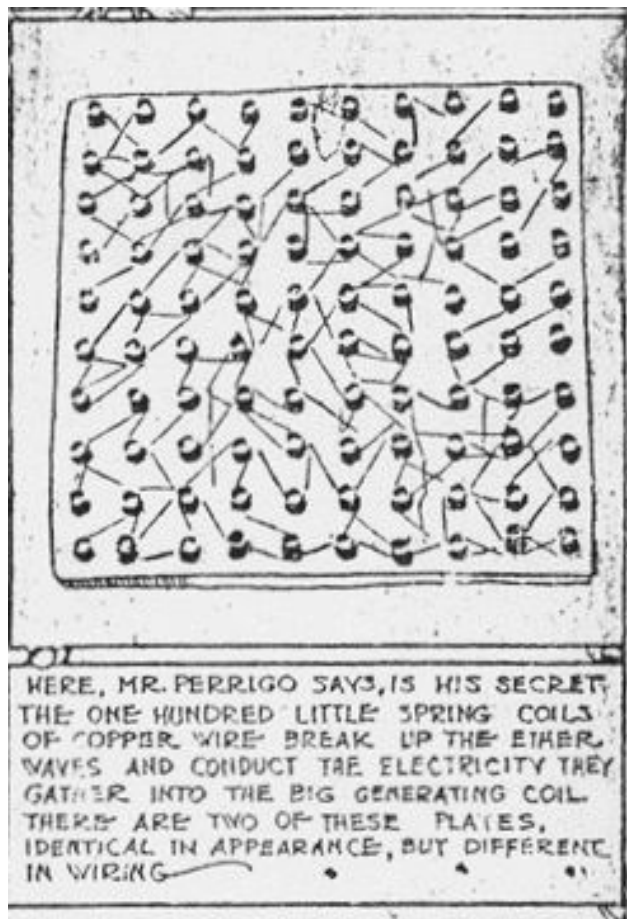 HERE, MR. PERRIGO SAYS, IS HIS SECRET.
THE ONE HUNDRED LITTLE SPRING COILS
OF COPPER WIRE BREAK UP THE ETHER
WAVES AND CONDUCT THE ELECTRICITY THEY
GATHER INTO THE BIG GENERATING COIL.
THERE ARE TWO OF THESE PLATES,
IDENTICAL IN APPEARANCE, BUT DIFFERENT
IN WIRING